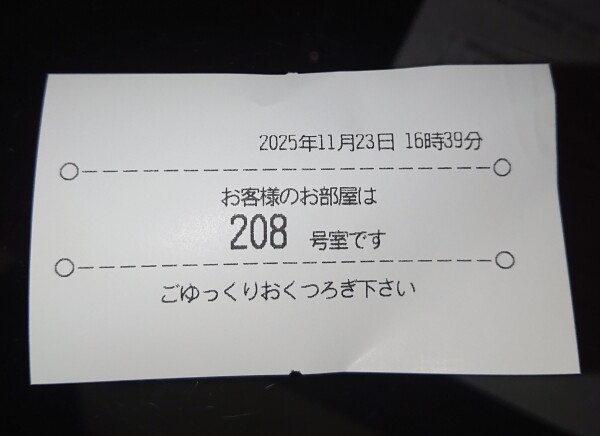 2025年11月23日 16時39分
お客様のお部屋は
208 号室です
ごゆっくりおくつろぎ下さい